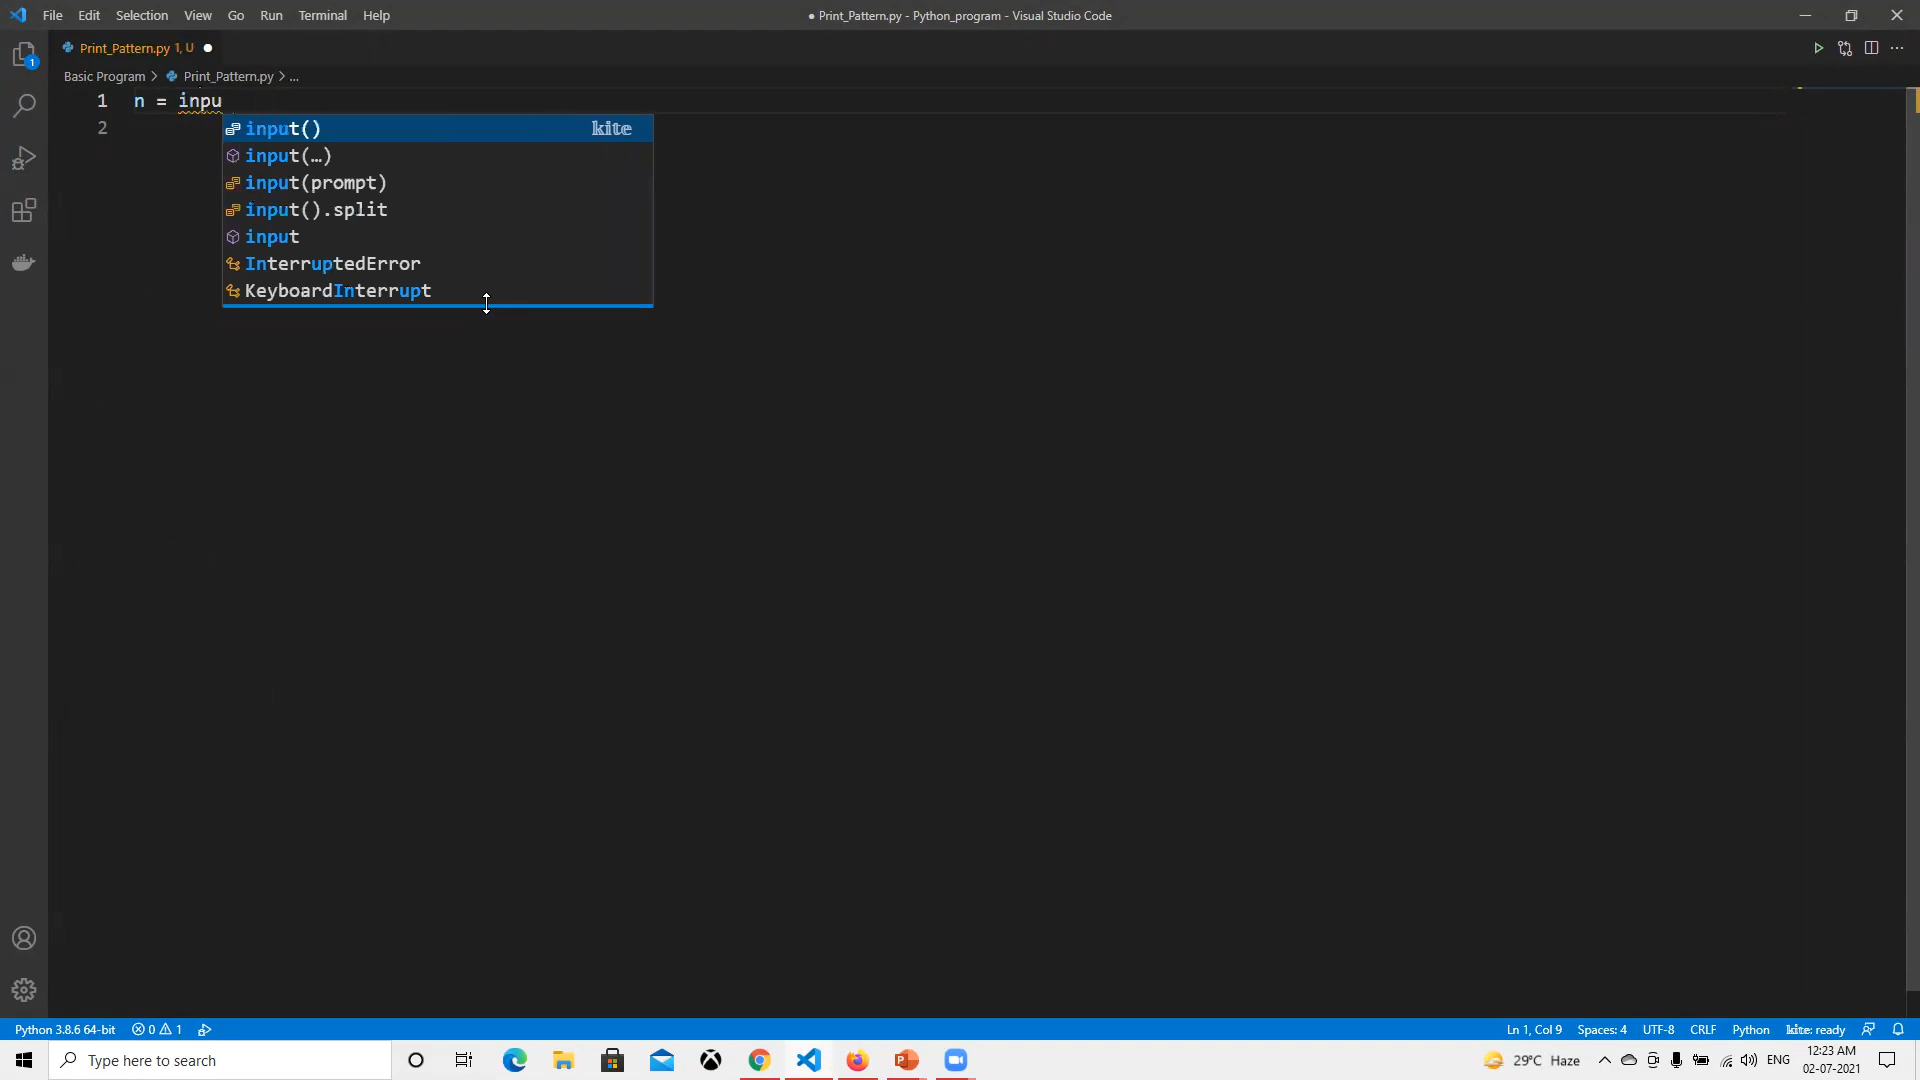 File Edit Selection View Go Run Terminal Help
● Print_Pattern.py - Python_program - Visual Studio Code
1
Print_Pattern.py 1, U ●
Basic Program > Print_Pattern.py > ...
1 n = inpu
2
input() kite
input(…)
input(prompt)
input().split
input
InterruptedError
KeyboardInterrupt
Python 3.8.6 64-bit 0 1
Ln 1, Col 9 Spaces: 4 UTF-8 CRLF Python kite: ready
Type here to search
29°C Haze
ENG
12:23 AM
02-07-2021